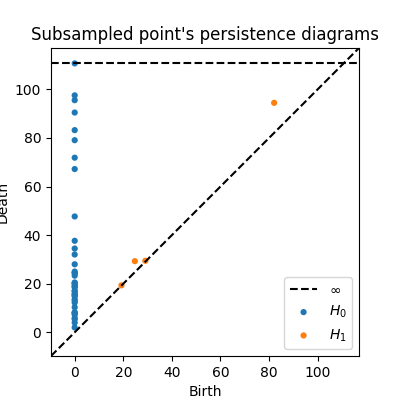 Subsampled point's persistence diagrams
100
80
60
40
20
0
Death
0 20 40 60 80 100
Birth
∞
H₀
H₁